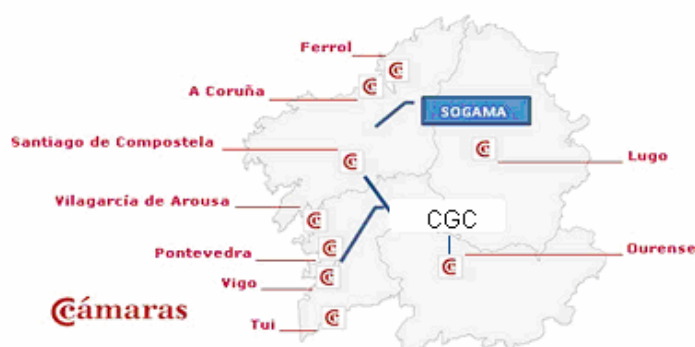 Ferrol
A Coruña
SOGAMA
Santiago de Compostela
Lugo
Vilagarcía de Arousa
CGC
Pontevedra
Ourense
Vigo
Cámaras
Tui